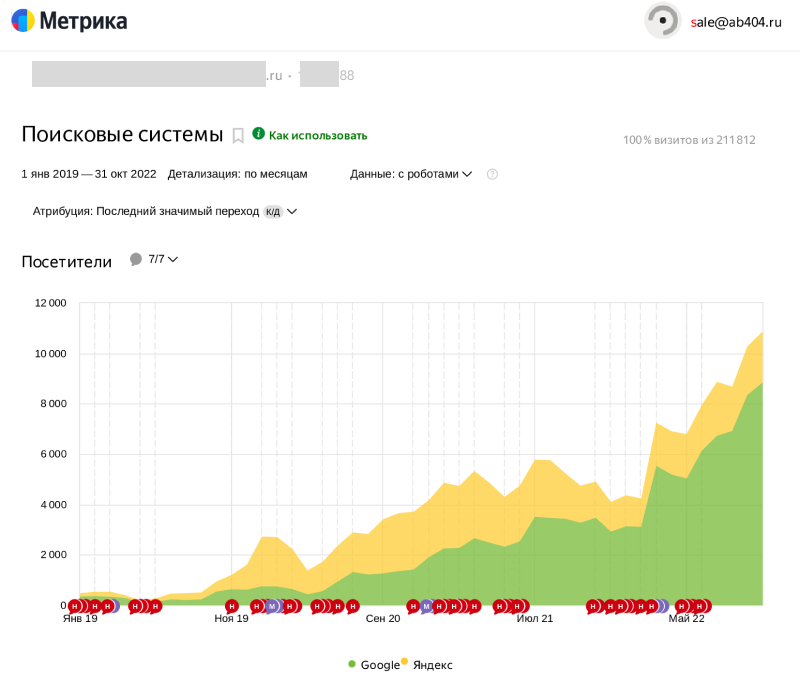 Метрика
sale@ab404.ru
.ru · 88
Поисковые системы
Как использовать
100 % визитов из 211 812
1 янв 2019 — 31 окт 2022 Детализация: по месяцам Данные: с роботами ?
Атрибуция: Последний значимый переход к/д
Посетители 7/7
12 000
10 000
8 000
6 000
4 000
2 000
0
Н Н Н Н Н Н Н М Н Н Н Н Н М Н Н Н Н Н Н Н Н Н Н Н Н Н
Янв 19 Ноя 19 Сен 20 Июл 21 Май 22
Google Яндекс